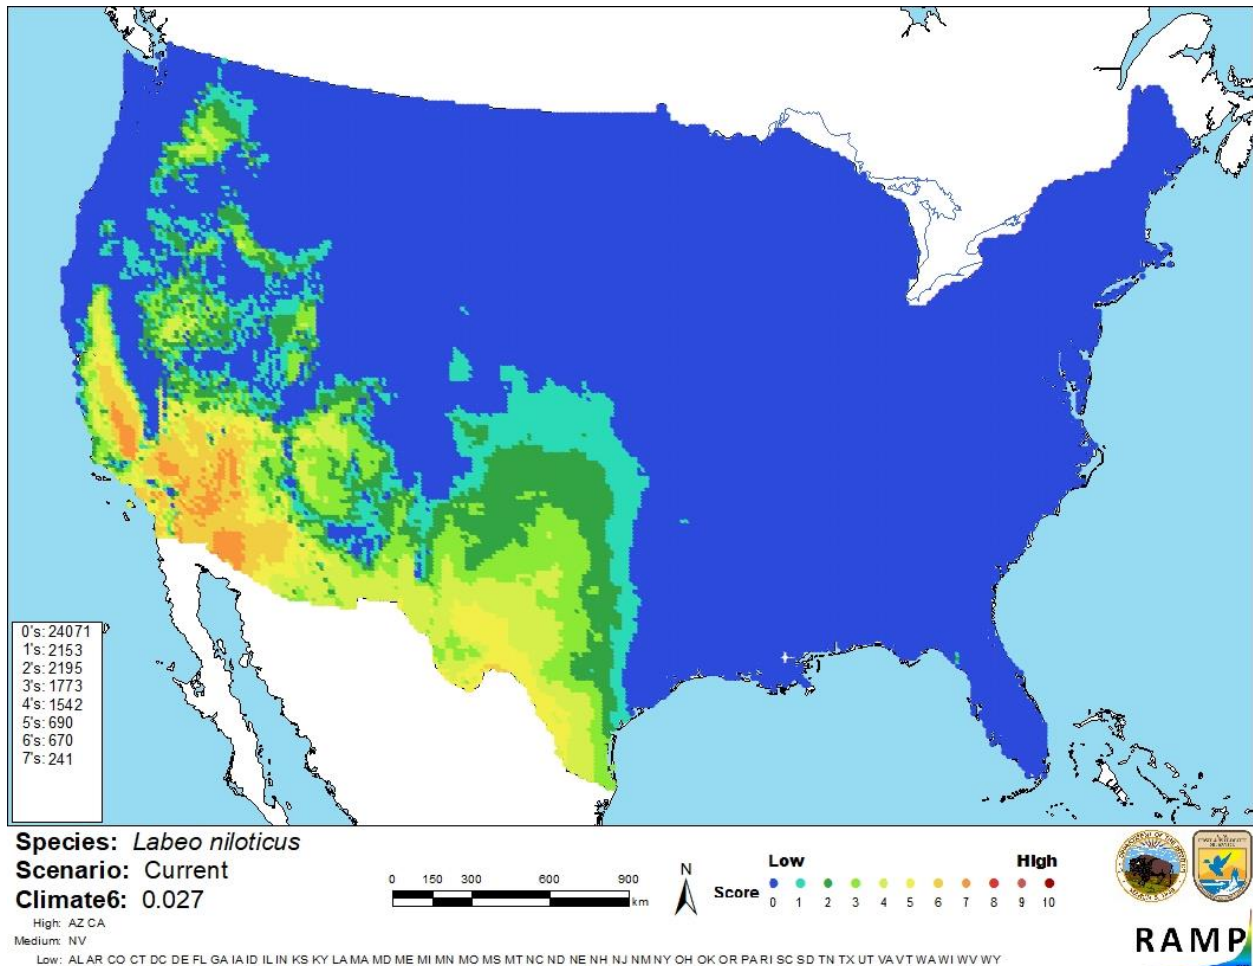 0's: 24071
1's: 2153
2's: 2195
3's: 1773
4's: 1542
5's: 690
6's: 670
7's: 241
Species: Labeo niloticus
Scenario: Current
Climate6: 0.027
High: AZ CA
Medium: NV
Low: AL AR CO CT DC DE FL GA IA ID IL IN KS KY LA MA MD ME MI MN MO MS MT NC ND NE NH NJ NM NY OH OK OR PA RI SC SD TN TX UT VA VT WA WI WV WY
0 150 300 600 900
km
N
Low High
Score
0 1 2 3 4 5 6 7 8 9 10
RAMP